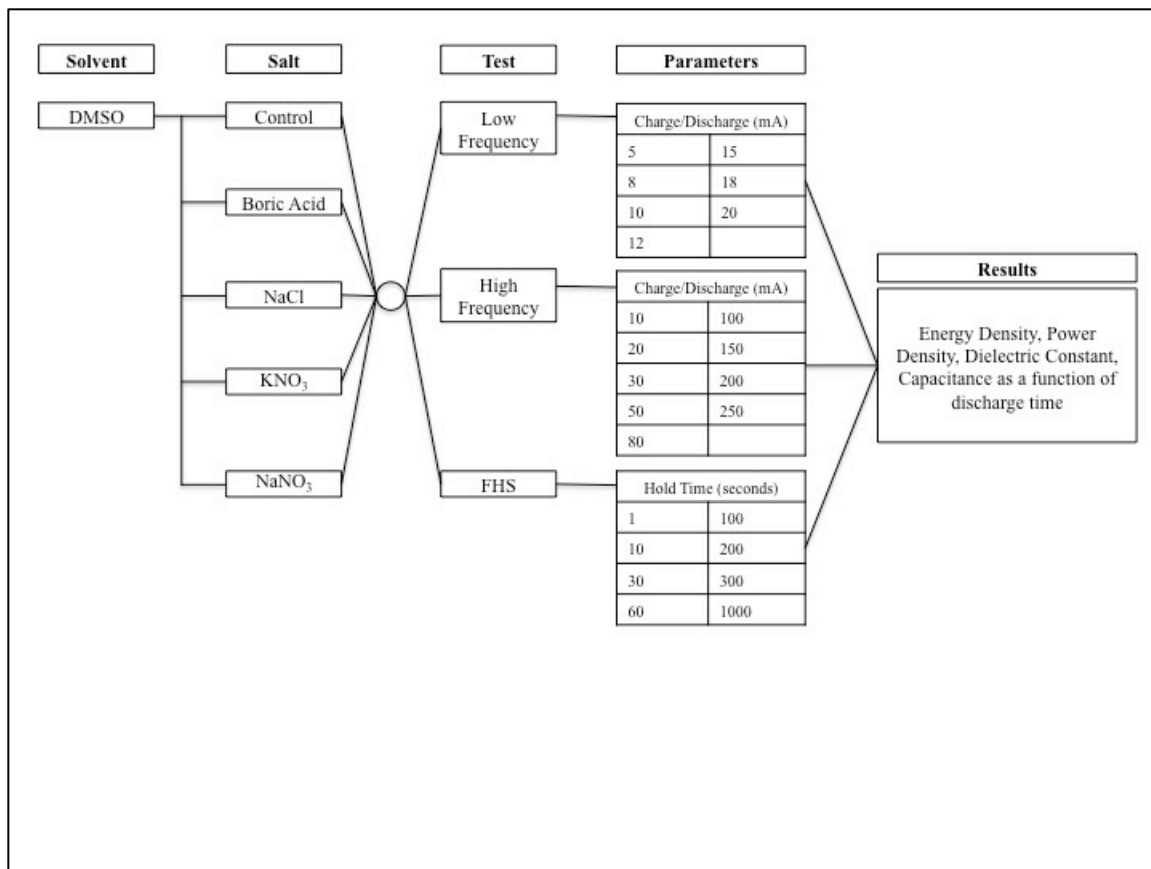 Solvent
Salt
Test
Parameters
DMSO
Control
Boric Acid
NaCl
KNO₃
NaNO₃
Low
Frequency
High
Frequency
FHS
Charge/Discharge (mA)
5 15
8 18
10 20
12
Charge/Discharge (mA)
10 100
20 150
30 200
50 250
80
Hold Time (seconds)
1 100
10 200
30 300
60 1000
Results
Energy Density, Power
Density, Dielectric Constant,
Capacitance as a function of
discharge time